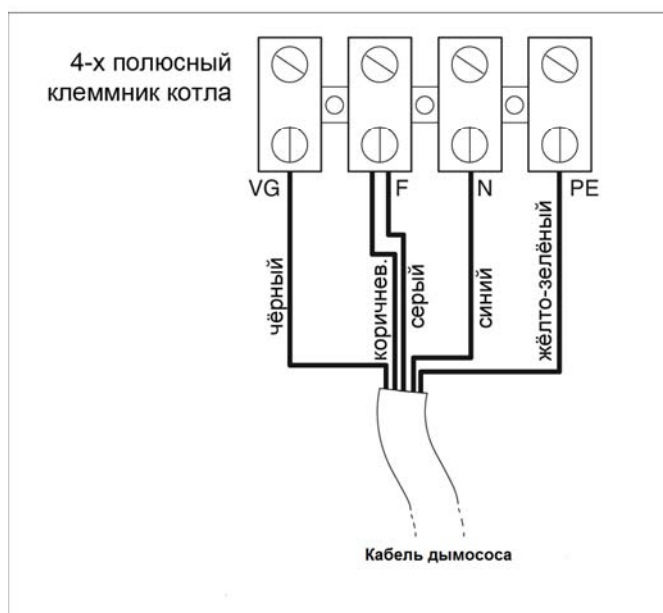 4-х полюсный
клеммник котла
VG
F
N
PE
чёрный
коричнев.
серый
синий
жёлто-зелёный
Кабель дымососа